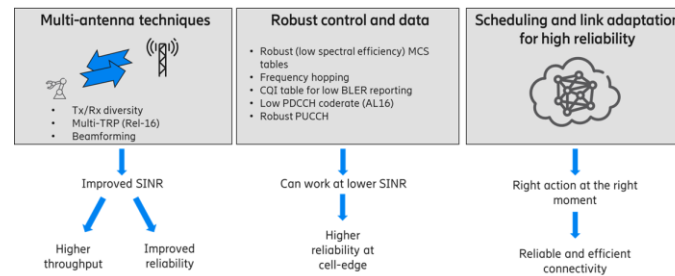 Multi-antenna techniques
• Tx/Rx diversity
• Multi-TRP (Rel-16)
• Beamforming
Improved SINR
Higher
throughput
Improved
reliability
Robust control and data
• Robust (low spectral efficiency) MCS
tables
• Frequency hopping
• CQI table for low BLER reporting
• Low PDCCH coderate (AL16)
• Robust PUCCH
Can work at lower SINR
Higher
reliability at
cell-edge
Scheduling and link adaptation
for high reliability
Right action at the right
moment
Reliable and efficient
connectivity